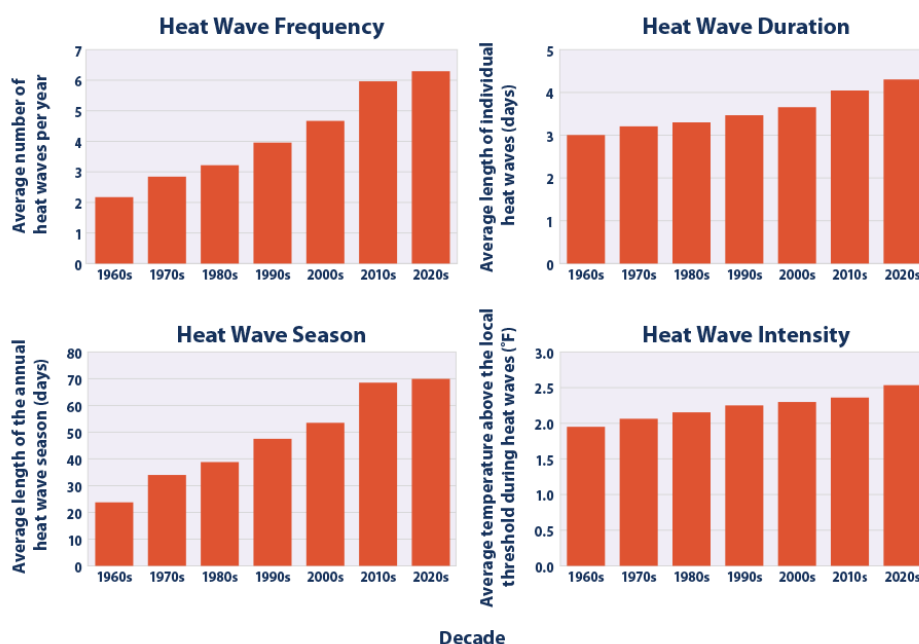 Heat Wave Frequency
Average number of
heat waves per year
7
6
5
4
3
2
1
0
1960s 1970s 1980s 1990s 2000s 2010s 2020s
Heat Wave Duration
Average length of individual
heat waves (days)
5
4
3
2
1
0
1960s 1970s 1980s 1990s 2000s 2010s 2020s
Heat Wave Season
Average length of the annual
heat wave season (days)
80
70
60
50
40
30
20
10
0
1960s 1970s 1980s 1990s 2000s 2010s 2020s
Heat Wave Intensity
Average temperature above the local
threshold during heat waves (°F)
3.0
2.5
2.0
1.5
1.0
0.5
0.0
1960s 1970s 1980s 1990s 2000s 2010s 2020s
Decade